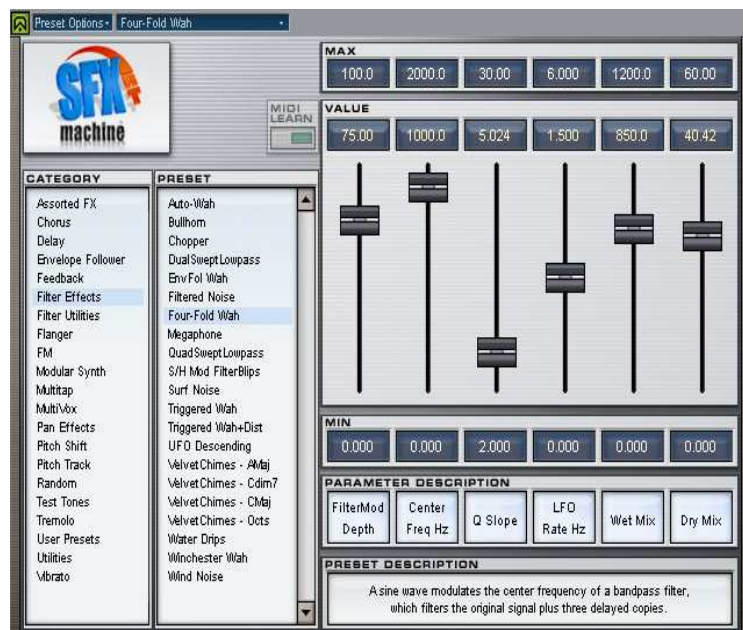 Preset Options Four-Fold Wah
SFX
machine
MIDI
LEARN
MAX
100.0 2000.0 30.00 6.000 1200.0 60.00
VALUE
75.00 1000.0 5.024 1.500 850.0 40.42
CATEGORY
Assorted FX
Chorus
Delay
Envelope Follower
Feedback
Filter Effects
Filter Utilities
Flanger
FM
Modular Synth
Multitap
MultiVox
Pan Effects
Pitch Shift
Pitch Track
Random
Test Tones
Tremolo
User Presets
Utilities
Vibrato
PRESET
Auto-Wah
Bullhorn
Chopper
DualSweptLowpass
EnvFol Wah
Filtered Noise
Four-Fold Wah
Megaphone
QuadSweptLowpass
S/H Mod FilterBlips
Surf Noise
Triggered Wah
Triggered Wah+Dist
UFO Descending
VelvetChimes - AMaj
VelvetChimes - Cdim7
VelvetChimes - CMaj
VelvetChimes - Octs
Water Drips
Winchester Wah
Wind Noise
MIN
0.000 0.000 2.000 0.000 0.000 0.000
PARAMETER DESCRIPTION
FilterMod
Depth
Center
Freq Hz
Q Slope
LFO
Rate Hz
Wet Mix
Dry Mix
PRESET DESCRIPTION
A sine wave modulates the center frequency of a bandpass filter,
which filters the original signal plus three delayed copies.